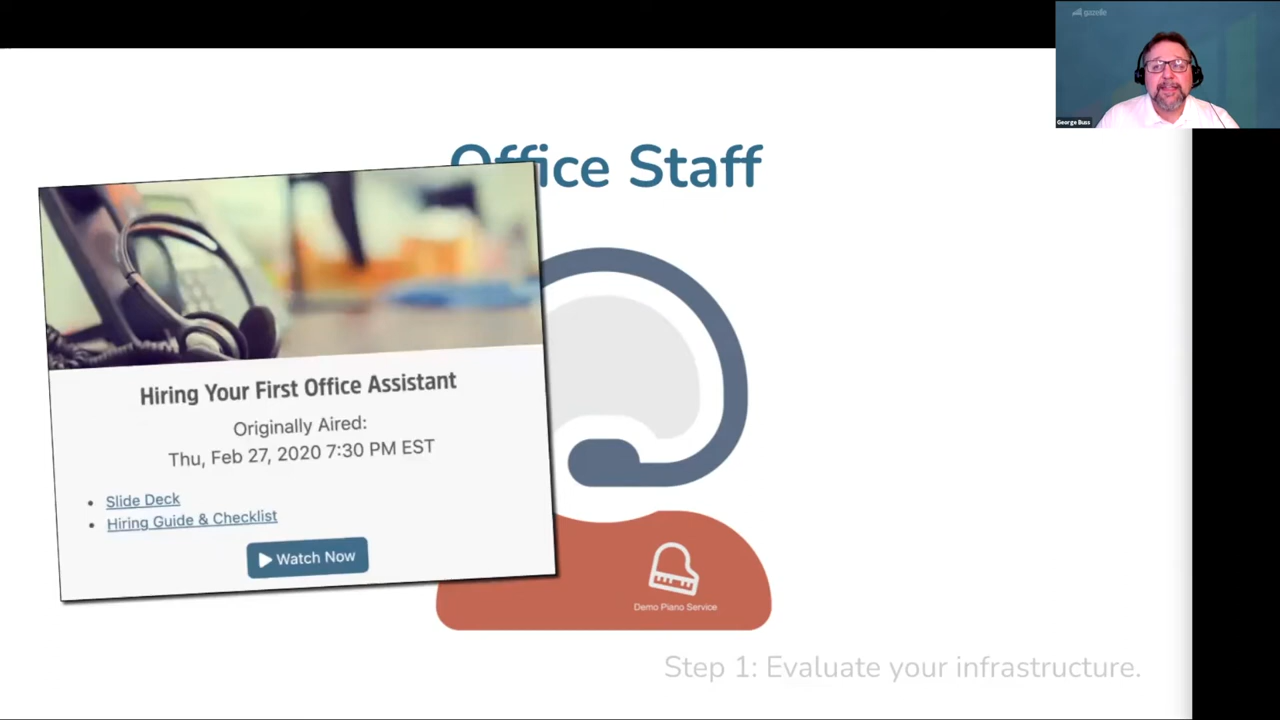 gazelle
George Buss
Office Staff
Hiring Your First Office Assistant
Originally Aired:
Thu, Feb 27, 2020 7:30 PM EST
Slide Deck
Hiring Guide & Checklist
Watch Now
Demo Piano Service
Step 1: Evaluate your infrastructure.